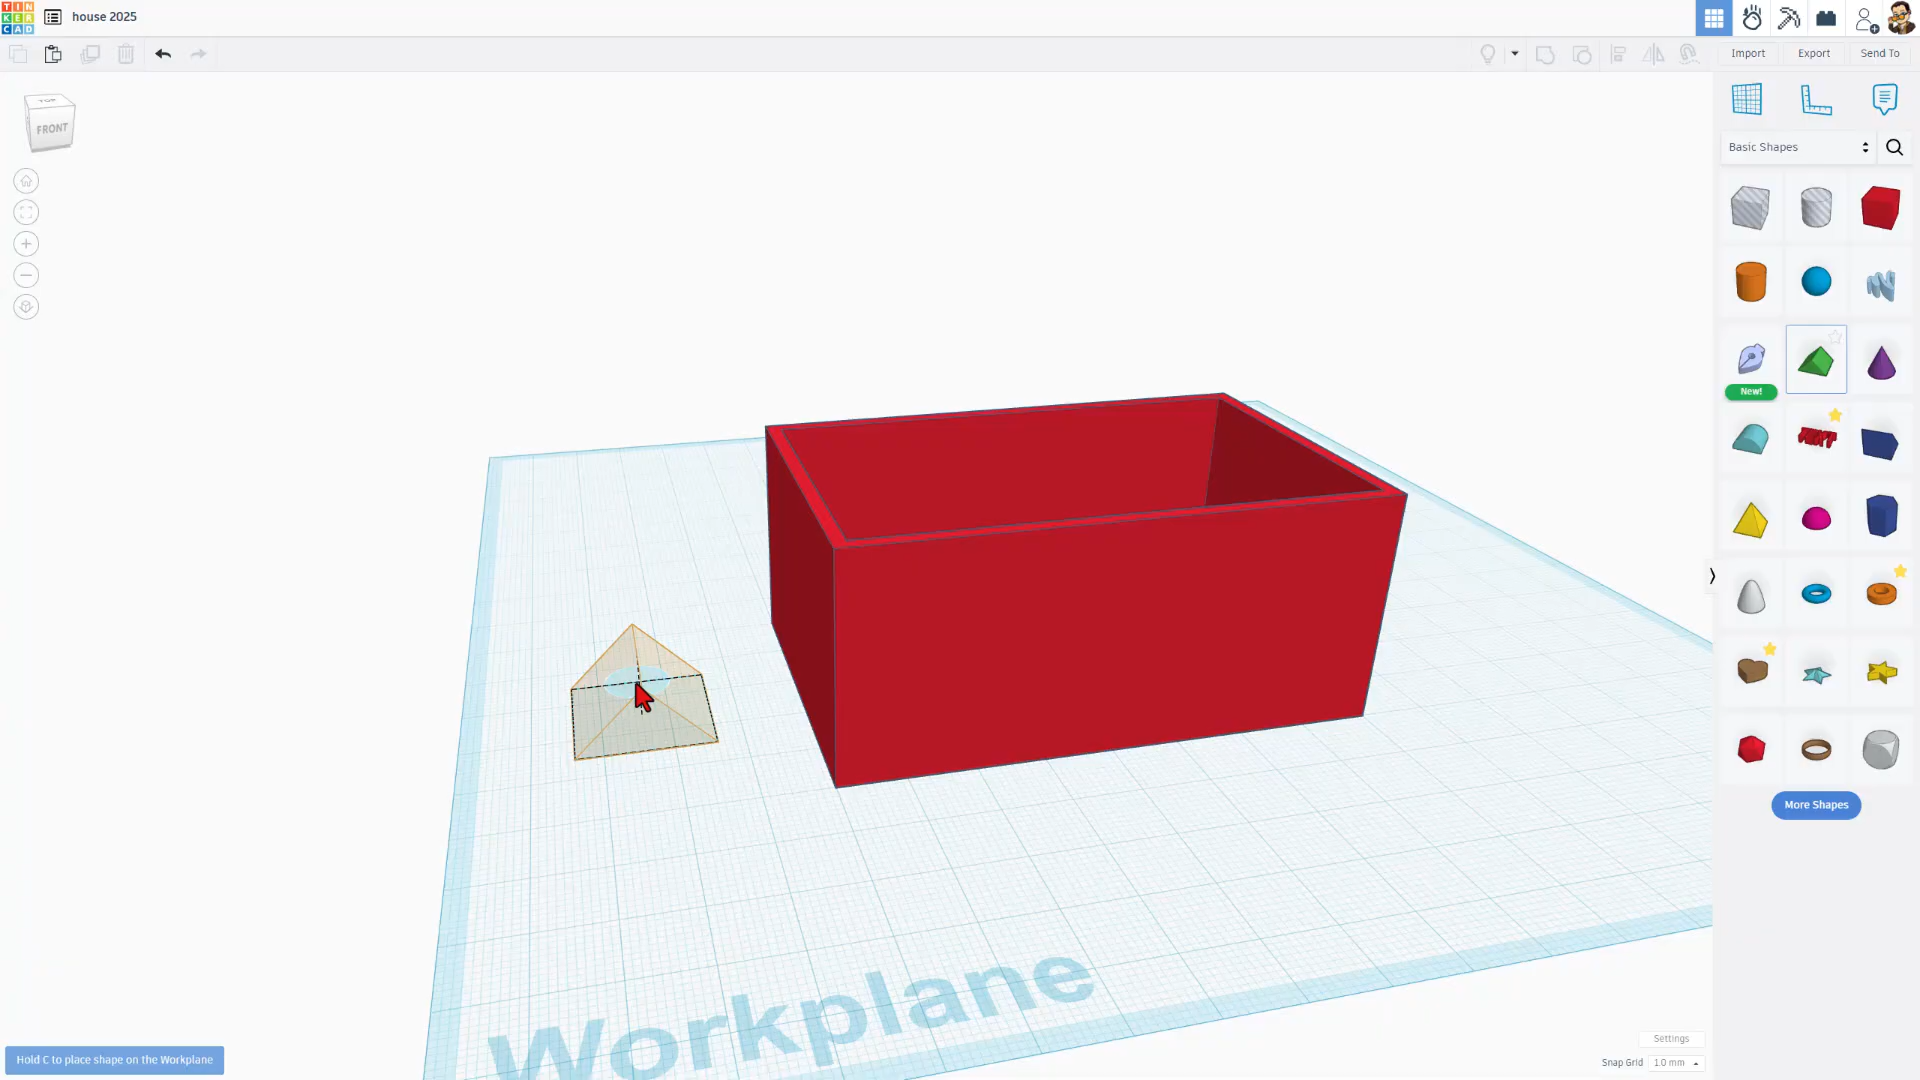 TIN
KER
CAD
house 2025
Import
Export
Send To
TOP
FRONT
Basic Shapes
New!
More Shapes
Workplane
Settings
Hold C to place shape on the Workplane
Snap Grid 1.0 mm